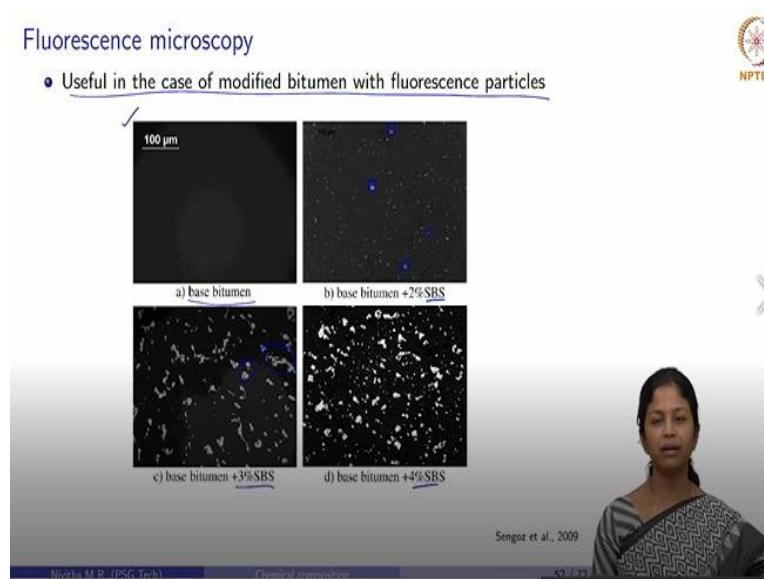 Fluorescence microscopy
Useful in the case of modified bitumen with fluorescence particles
NPTE
100 µm
a) base bitumen
b) base bitumen +2%SBS
c) base bitumen +3%SBS
d) base bitumen +4%SBS
Sengoz et al., 2009
Nivitha M.R. (PSG Tech)
Chemical composition